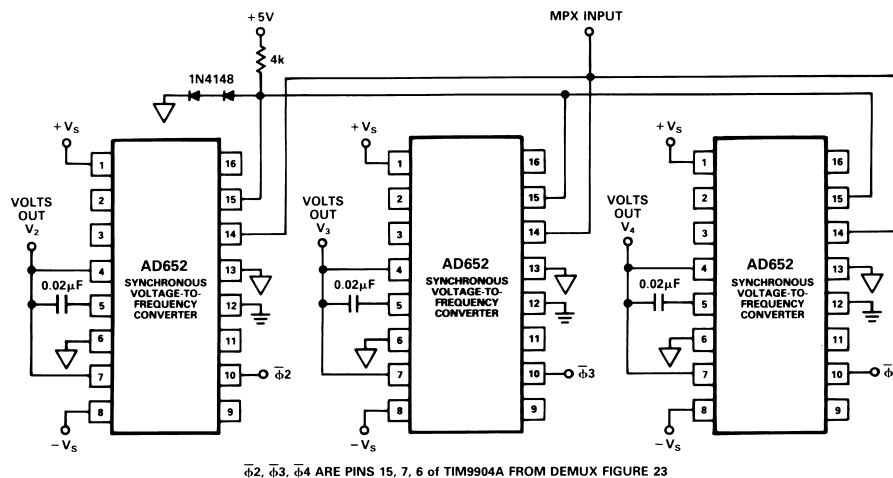 +5V
MPX INPUT
4k
1N4148
+VS
1
16
2
15
3
14
VOLTS
OUT
V2
4
13
AD652
SYNCHRONOUS
VOLTAGE-TO-
FREQUENCY
CONVERTER
0.02μF
5
12
6
11
7
10
ϕ̅2
8
9
−VS
+VS
1
16
2
15
3
14
VOLTS
OUT
V3
4
13
AD652
SYNCHRONOUS
VOLTAGE-TO-
FREQUENCY
CONVERTER
0.02μF
5
12
6
11
7
10
ϕ̅3
8
9
−VS
+VS
1
16
2
15
3
14
VOLTS
OUT
V4
4
13
AD652
SYNCHRONOUS
VOLTAGE-TO-
FREQUENCY
CONVERTER
0.02μF
5
12
6
11
7
10
ϕ̅
8
9
−VS
ϕ̅2, ϕ̅3, ϕ̅4 ARE PINS 15, 7, 6 of TIM9904A FROM DEMUX FIGURE 23